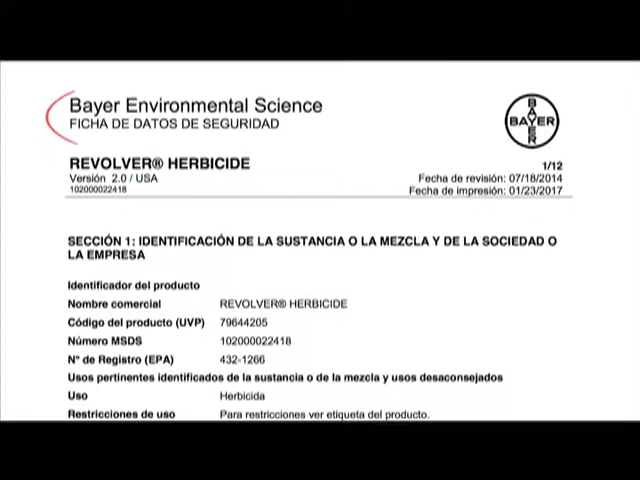 Bayer Environmental Science
FICHA DE DATOS DE SEGURIDAD
BAYER
BAYER
REVOLVER® HERBICIDE
1/12
Versión 2.0 / USA
Fecha de revisión: 07/18/2014
102000022418
Fecha de impresión: 01/23/2017
SECCIÓN 1: IDENTIFICACIÓN DE LA SUSTANCIA O LA MEZCLA Y DE LA SOCIEDAD O
LA EMPRESA
Identificador del producto
Nombre comercial REVOLVER® HERBICIDE
Código del producto (UVP) 79644205
Número MSDS 102000022418
N° de Registro (EPA) 432-1266
Usos pertinentes identificados de la sustancia o de la mezcla y usos desaconsejados
Uso Herbicida
Restricciones de uso Para restricciones ver etiqueta del producto.